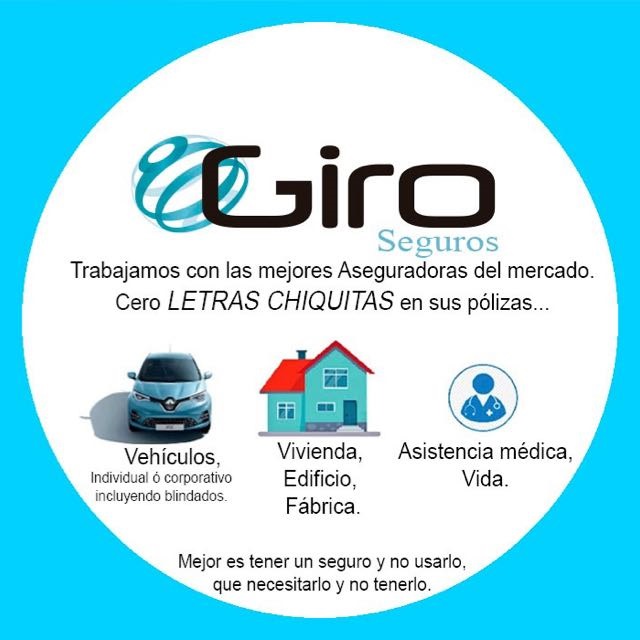 Giro
Seguros
Trabajamos con las mejores Aseguradoras del mercado.
Cero LETRAS CHIQUITAS en sus pólizas...
Vehículos,
Individual ó corporativo
incluyendo blindados.
Vivienda,
Edificio,
Fábrica.
Asistencia médica,
Vida.
Mejor es tener un seguro y no usarlo,
que necesitarlo y no tenerlo.